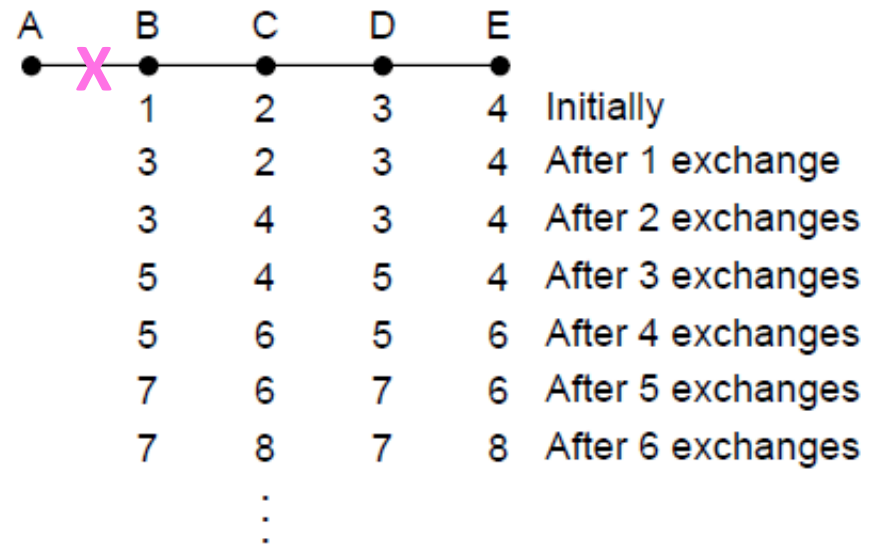 A B C D E
X
1 2 3 4 Initially
3 2 3 4 After 1 exchange
3 4 3 4 After 2 exchanges
5 4 5 4 After 3 exchanges
5 6 5 6 After 4 exchanges
7 6 7 6 After 5 exchanges
7 8 7 8 After 6 exchanges
⋮